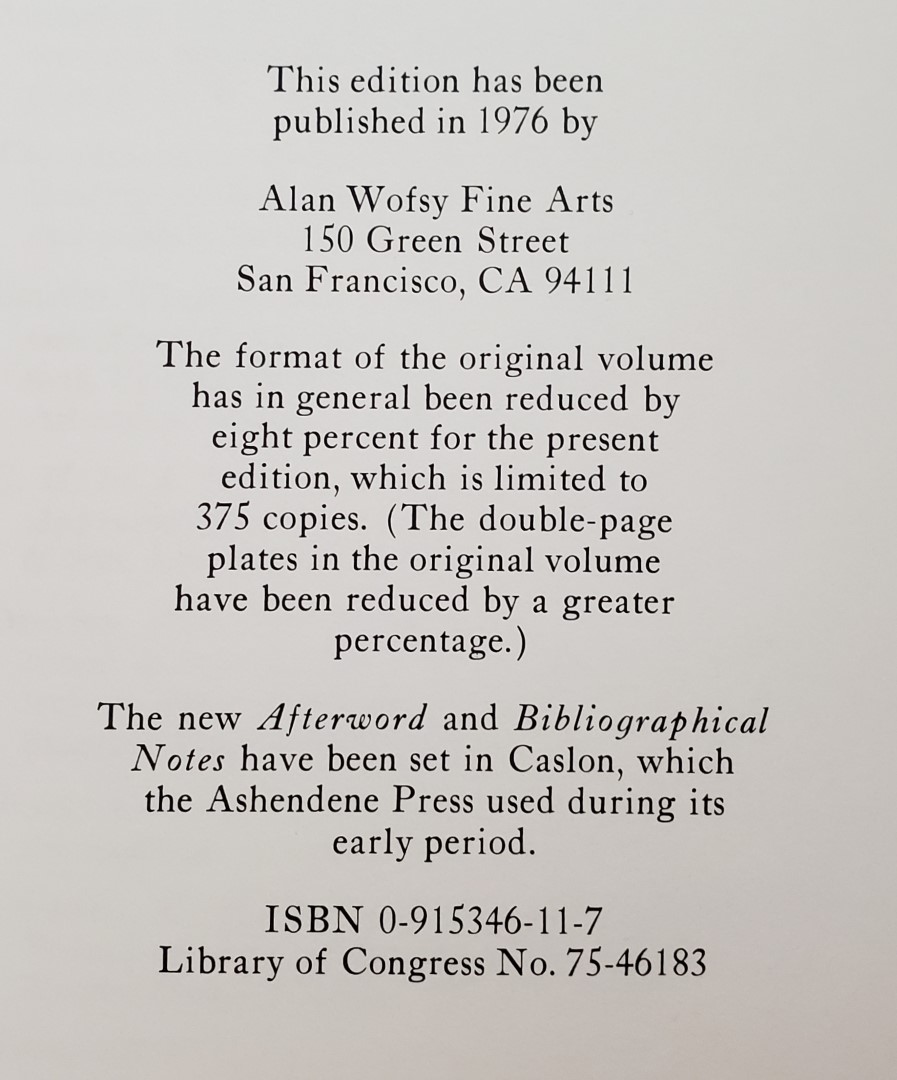 This edition has been
published in 1976 by
Alan Wofsy Fine Arts
150 Green Street
San Francisco, CA 94111
The format of the original volume
has in general been reduced by
eight percent for the present
edition, which is limited to
375 copies. (The double-page
plates in the original volume
have been reduced by a greater
percentage.)
The new Afterword and Bibliographical
Notes have been set in Caslon, which
the Ashendene Press used during its
early period.
ISBN 0-915346-11-7
Library of Congress No. 75-46183